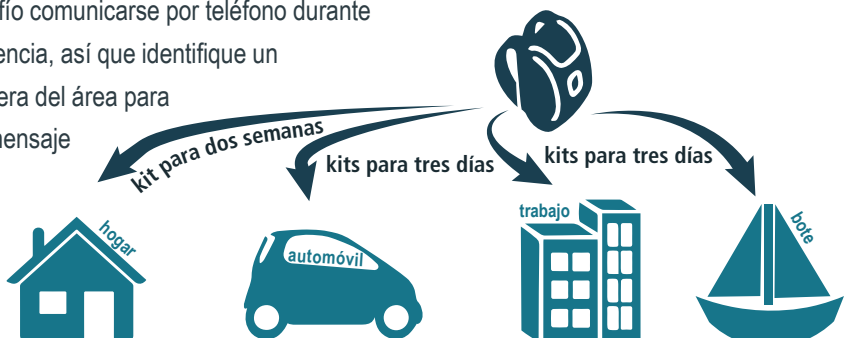 fío comunicarse por teléfono durante
encia, así que identifique un
era del área para
mensaje
kit para dos semanas
kits para tres días
kits para tres días
hogar
automóvil
trabajo
bote